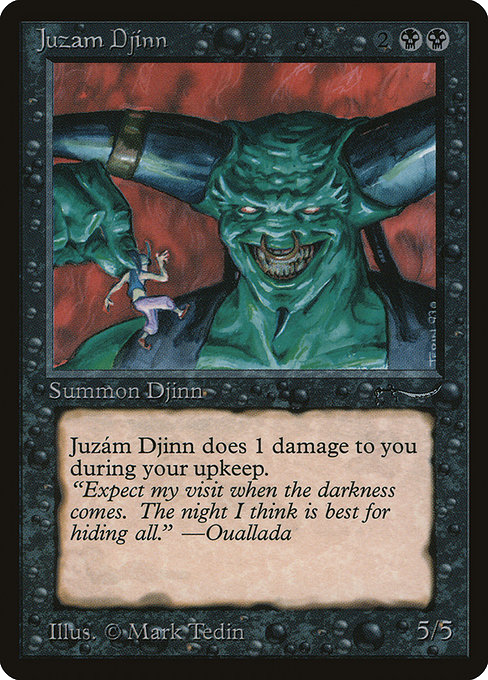 Juzam Djinn 2
Summon Djinn
Juzám Djinn does 1 damage to you
during your upkeep.
“Expect my visit when the darkness
comes. The night I think is best for
hiding all.” —Ouallada
Illus. © Mark Tedin 5/5